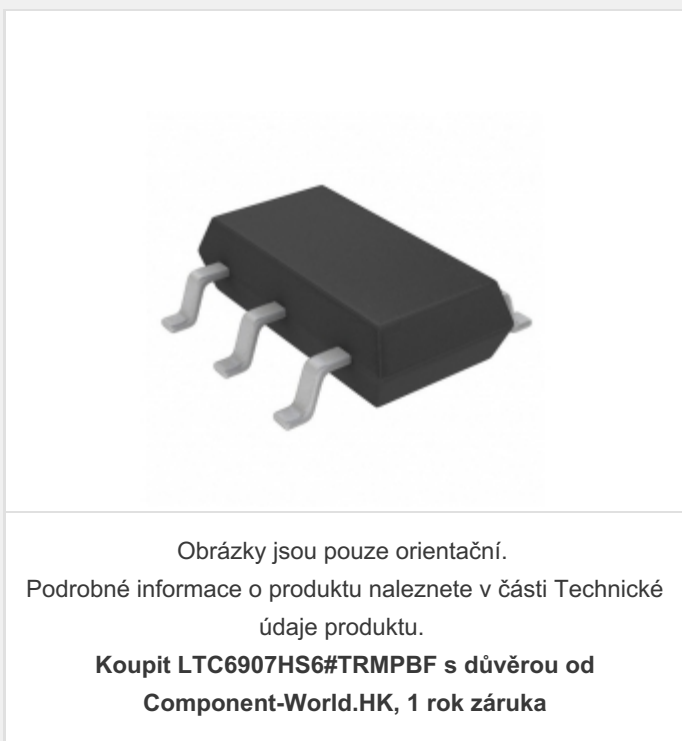 Obrázky jsou pouze orientační.
Podrobné informace o produktu naleznete v části Technické
údaje produktu.
Koupit LTC6907HS6#TRMPBF s důvěrou od
Component-World.HK, 1 rok záruka